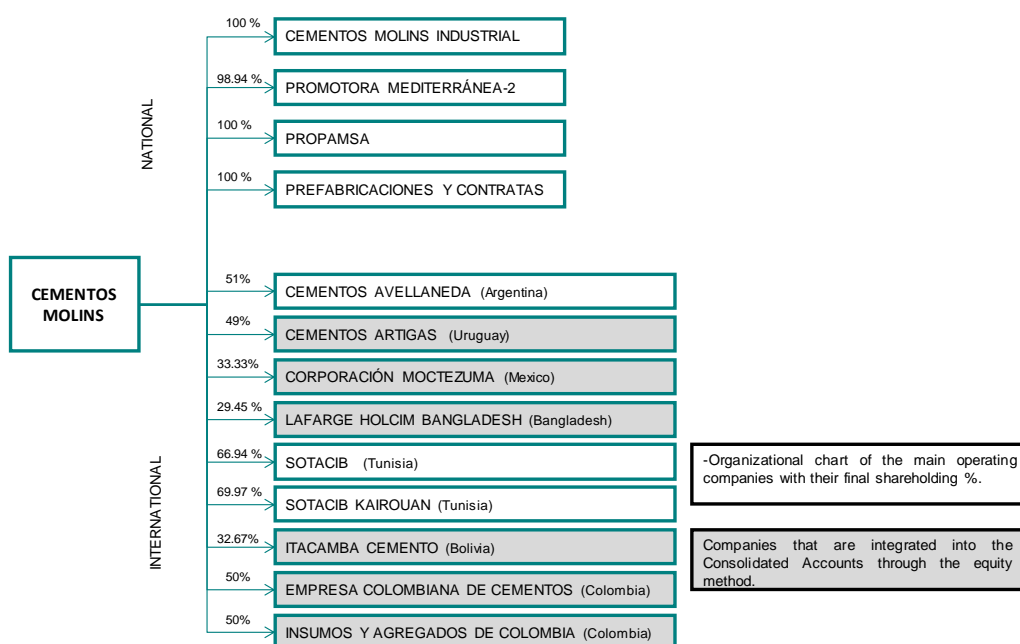 100 %
CEMENTOS MOLINS INDUSTRIAL
98.94 %
PROMOTORA MEDITERRÁNEA-2
100 %
PROPAMSA
100 %
PREFABRICACIONES Y CONTRATAS
NATIONAL
CEMENTOS
MOLINS
51%
CEMENTOS AVELLANEDA (Argentina)
49%
CEMENTOS ARTIGAS (Uruguay)
33.33%
CORPORACIÓN MOCTEZUMA (Mexico)
29.45 %
LAFARGE HOLCIM BANGLADESH (Bangladesh)
66.94 %
SOTACIB (Tunisia)
69.97 %
SOTACIB KAIROUAN (Tunisia)
32.67%
ITACAMBA CEMENTO (Bolivia)
50%
EMPRESA COLOMBIANA DE CEMENTOS (Colombia)
50%
INSUMOS Y AGREGADOS DE COLOMBIA (Colombia)
INTERNATIONAL
-Organizational chart of the main operating
companies with their final shareholding %.
Companies that are integrated into the
Consolidated Accounts through the equity
method.